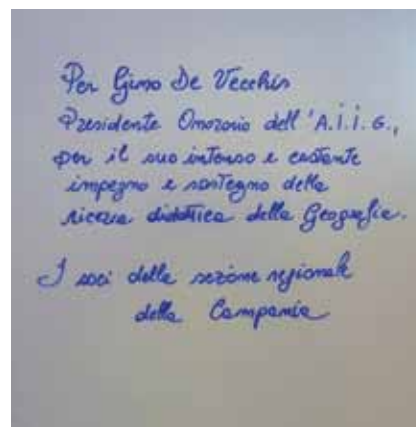 Per Gino De Vecchis
Presidente Onorario dell'A.I.I.G.,
per il suo intenso e costante
impegno e sostegno della
ricerca didattica della Geografia.
I soci della sezione regionale
della Campania